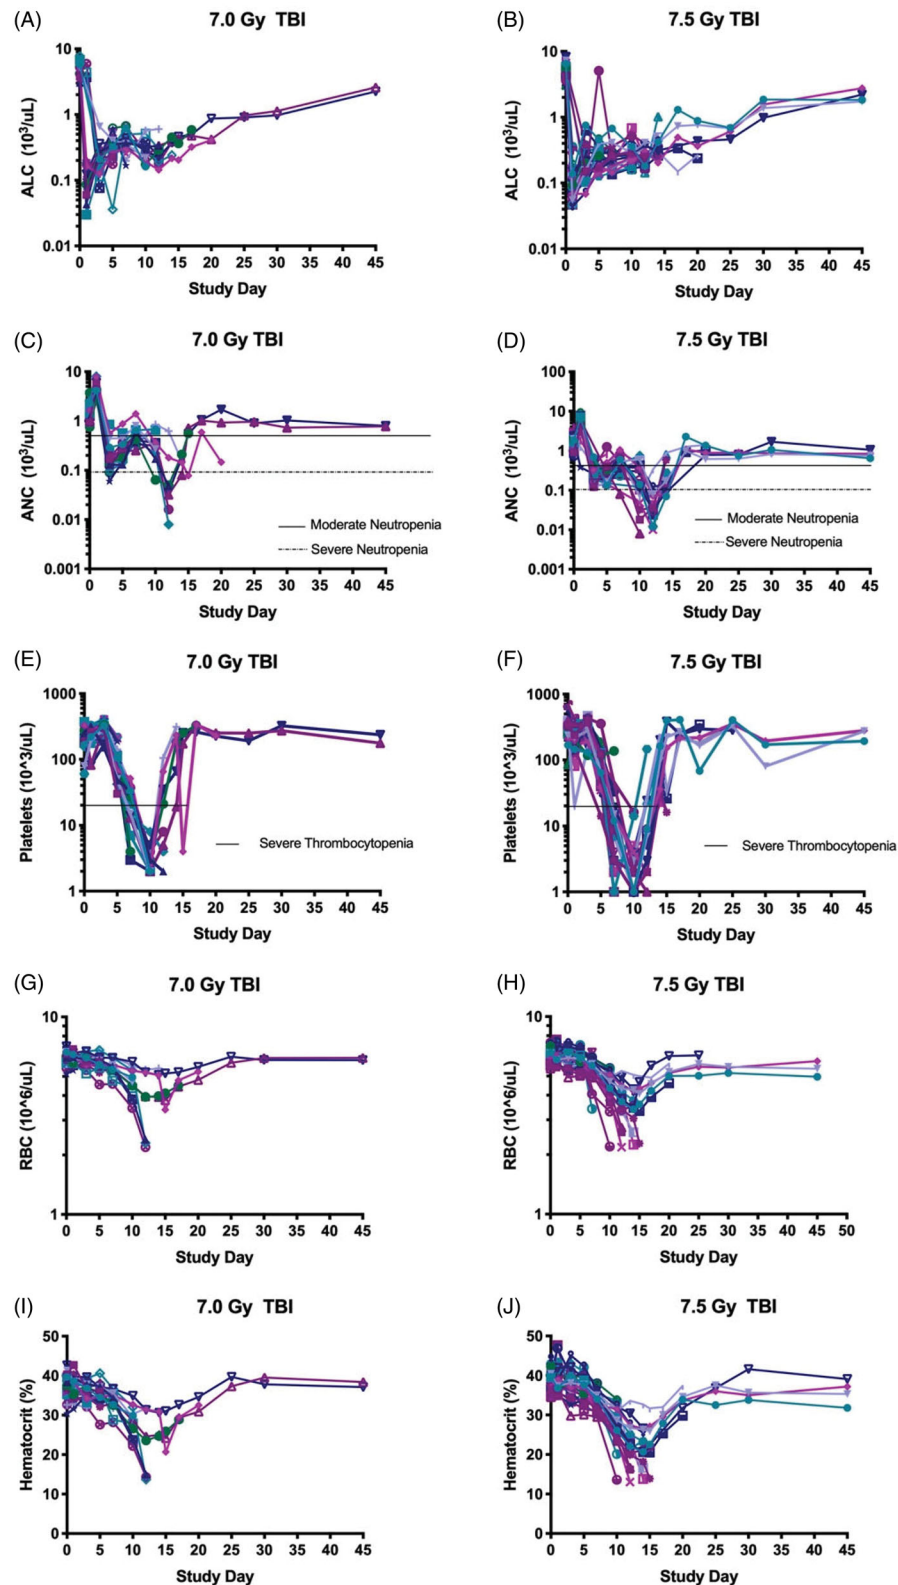 (A)
7.0 Gy  TBI
ALC  (10³/uL)
10
1
0.1
0.01
0 5 10 15 20 25 30 35 40 45
Study Day
(B)
7.5 Gy  TBI
ALC  (10³/uL)
10
1
0.1
0.01
0 5 10 15 20 25 30 35 40 45
Study Day
(C)
7.0 Gy TBI
ANC  (10³/uL)
10
1
0.1
0.01
0.001
Moderate Neutropenia
Severe Neutropenia
0 5 10 15 20 25 30 35 40 45
Study Day
(D)
7.5 Gy TBI
ANC  (10³/uL)
100
10
1
0.1
0.01
0.001
Moderate Neutropenia
Severe Neutropenia
0 5 10 15 20 25 30 35 40 45
Study Day
(E)
7.0 Gy TBI
Platelets (10^3/uL)
1000
100
10
1
Severe Thrombocytopenia
0 5 10 15 20 25 30 35 40 45
Study Day
(F)
7.5 Gy TBI
Platelets (10^3/uL)
1000
100
10
1
Severe Thrombocytopenia
0 5 10 15 20 25 30 35 40 45
Study Day
(G)
7.0 Gy TBI
RBC (10^6/uL)
10
1
0 5 10 15 20 25 30 35 40 45
Study Day
(H)
7.5 Gy TBI
RBC (10^6/uL)
10
1
0 5 10 15 20 25 30 35 40 45 50
Study Day
(I)
7.0 Gy  TBI
Hematocrit (%)
50
40
30
20
10
0
0 5 10 15 20 25 30 35 40 45
Study Day
(J)
7.5 Gy  TBI
Hematocrit (%)
50
40
30
20
10
0
0 5 10 15 20 25 30 35 40 45
Study Day